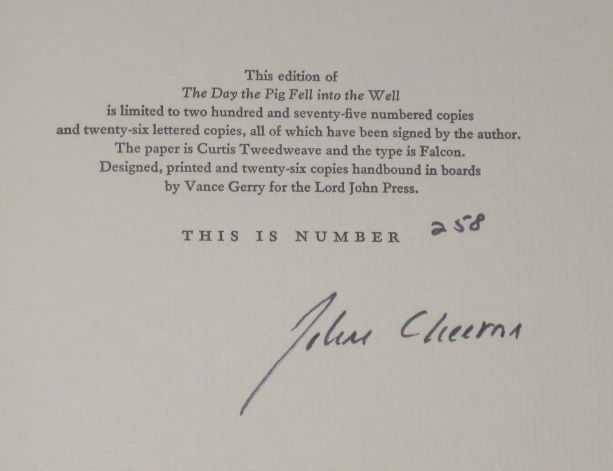 This edition of
The Day the Pig Fell into the Well
is limited to two hundred and seventy-five numbered copies
and twenty-six lettered copies, all of which have been signed by the author.
The paper is Curtis Tweedweave and the type is Falcon.
Designed, printed and twenty-six copies handbound in boards
by Vance Gerry for the Lord John Press.
THIS IS NUMBER 258
John Cheever